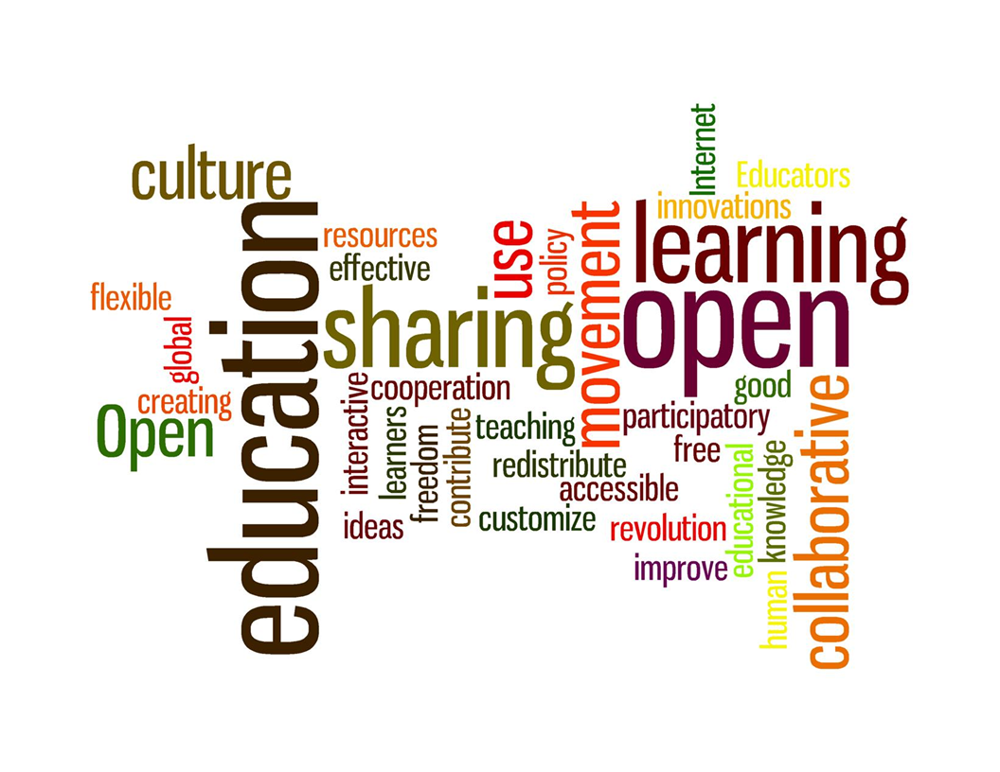 Internet
culture
Educators
innovations
education
resources
use
policy
movement
learning
effective
flexible
sharing
open
global
creating
Open
interactive
cooperation
good
collaborative
learners
freedom
contribute
teaching
participatory
redistribute
free
educational
knowledge
accessible
ideas
customize
revolution
improve
human